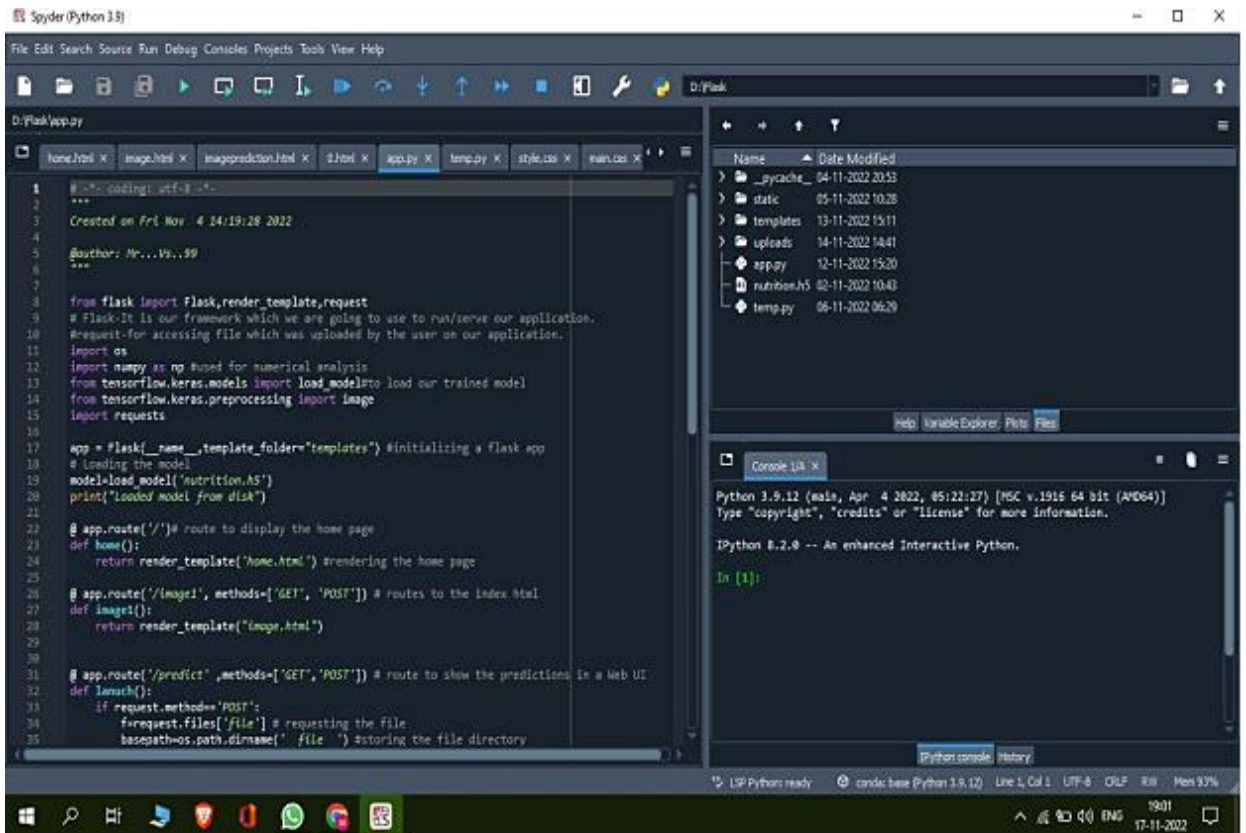 Spyder (Python 3.9)
File Edit Search Source Run Debug Consoles Projects Tools View Help
D:\Flask
D:\Flask\app.py
home.html image.html imageprediction.html 0.html app.py temp.py style.css main.css
1 # -*- coding: utf-8 -*-
2 """
3 Created on Fri Nov 4 14:19:28 2022
4
5 @author: Mr...Vs..99
6 """
7
8 from flask import Flask,render_template,request
9 # Flask-It is our framework which we are going to use to run/serve our application.
10 #request-for accessing file which was uploaded by the user on our application.
11 import os
12 import numpy as np #used for numerical analysis
13 from tensorflow.keras.models import load_model#to load our trained model
14 from tensorflow.keras.preprocessing import image
15 import requests
16
17 app = flask(__name__,template_folder="templates") #initializing a flask app
18 # Loading the model
19 model=load_model('nutrition.h5')
20 print("Loaded model from disk")
21
22 @ app.route('/')# route to display the home page
23 def home():
24 return render_template('home.html') #rendering the home page
25
26 @ app.route('/image1', methods=['GET', 'POST']) # routes to the index html
27 def image1():
28 return render_template("image.html")
29
30
31 @ app.route('/predict' ,methods=['GET','POST']) # route to show the predictions in a Web UI
32 def lanuch():
33 if request.method=='POST':
34 f=request.files['file'] # requesting the file
35 basepath=os.path.dirname('__file__') #storing the file directory
Name Date Modified
_pycache_ 04-11-2022 20:53
static 05-11-2022 10:28
templates 13-11-2022 15:11
uploads 14-11-2022 14:41
app.py 12-11-2022 15:20
nutrition.h5 02-11-2022 10:43
temp.py 06-11-2022 06:29
Help Variable Explorer Plots Files
Console 1/A
Python 3.9.12 (main, Apr 4 2022, 05:22:27) [MSC v.1916 64 bit (AMD64)]
Type "copyright", "credits" or "license" for more information.
IPython 8.2.0 -- An enhanced Interactive Python.
In [1]:
IPython console History
LSP Python: ready conda: base (Python 3.9.12) Line 1, Col 1 UTF-8 CRLF RW Mem 93%
ENG 19:01
17-11-2022